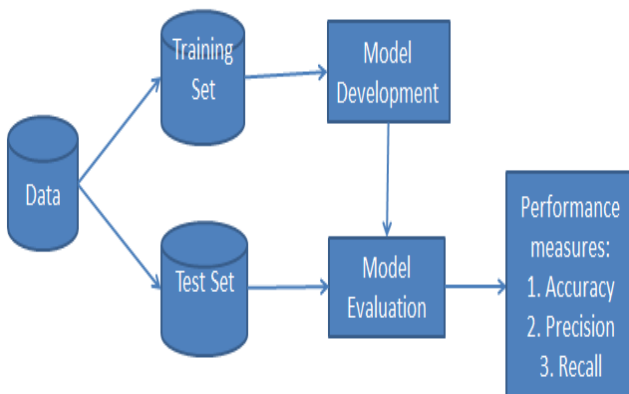 Training
Set
Model
Development
Data
Test Set
Model
Evaluation
Performance
measures:
1. Accuracy
2. Precision
3. Recall